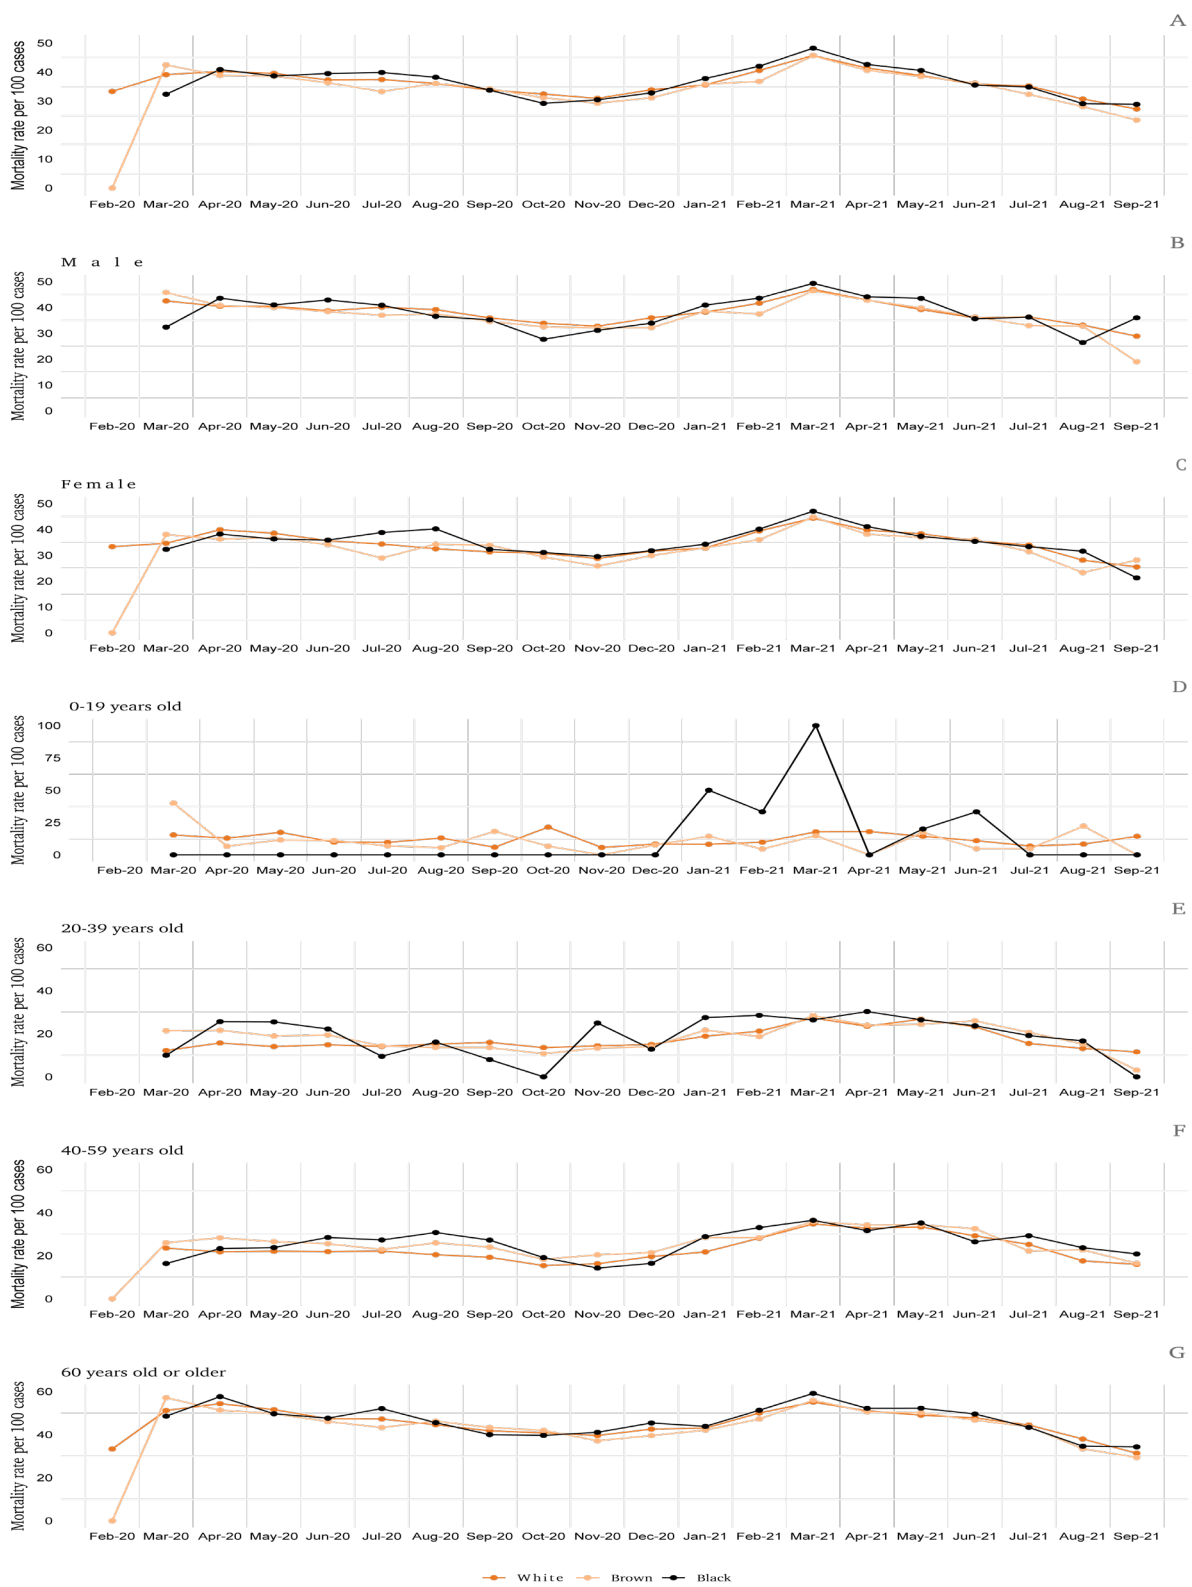 A
Mortality rate per 100 cases
50
40
30
20
10
0
Feb-20 Mar-20 Apr-20 May-20 Jun-20 Jul-20 Aug-20 Sep-20 Oct-20 Nov-20 Dec-20 Jan-21 Feb-21 Mar-21 Apr-21 May-21 Jun-21 Jul-21 Aug-21 Sep-21
B
Male
Mortality rate per 100 cases
50
40
30
20
10
0
Feb-20 Mar-20 Apr-20 May-20 Jun-20 Jul-20 Aug-20 Sep-20 Oct-20 Nov-20 Dec-20 Jan-21 Feb-21 Mar-21 Apr-21 May-21 Jun-21 Jul-21 Aug-21 Sep-21
C
Female
Mortality rate per 100 cases
50
40
30
20
10
0
Feb-20 Mar-20 Apr-20 May-20 Jun-20 Jul-20 Aug-20 Sep-20 Oct-20 Nov-20 Dec-20 Jan-21 Feb-21 Mar-21 Apr-21 May-21 Jun-21 Jul-21 Aug-21 Sep-21
D
0-19 years old
Mortality rate per 100 cases
100
75
50
25
0
Feb-20 Mar-20 Apr-20 May-20 Jun-20 Jul-20 Aug-20 Sep-20 Oct-20 Nov-20 Dec-20 Jan-21 Feb-21 Mar-21 Apr-21 May-21 Jun-21 Jul-21 Aug-21 Sep-21
E
20-39 years old
Mortality rate per 100 cases
60
40
20
0
Feb-20 Mar-20 Apr-20 May-20 Jun-20 Jul-20 Aug-20 Sep-20 Oct-20 Nov-20 Dec-20 Jan-21 Feb-21 Mar-21 Apr-21 May-21 Jun-21 Jul-21 Aug-21 Sep-21
F
40-59 years old
Mortality rate per 100 cases
60
40
20
0
Feb-20 Mar-20 Apr-20 May-20 Jun-20 Jul-20 Aug-20 Sep-20 Oct-20 Nov-20 Dec-20 Jan-21 Feb-21 Mar-21 Apr-21 May-21 Jun-21 Jul-21 Aug-21 Sep-21
G
60 years old or older
Mortality rate per 100 cases
60
40
20
0
Feb-20 Mar-20 Apr-20 May-20 Jun-20 Jul-20 Aug-20 Sep-20 Oct-20 Nov-20 Dec-20 Jan-21 Feb-21 Mar-21 Apr-21 May-21 Jun-21 Jul-21 Aug-21 Sep-21
White Brown Black